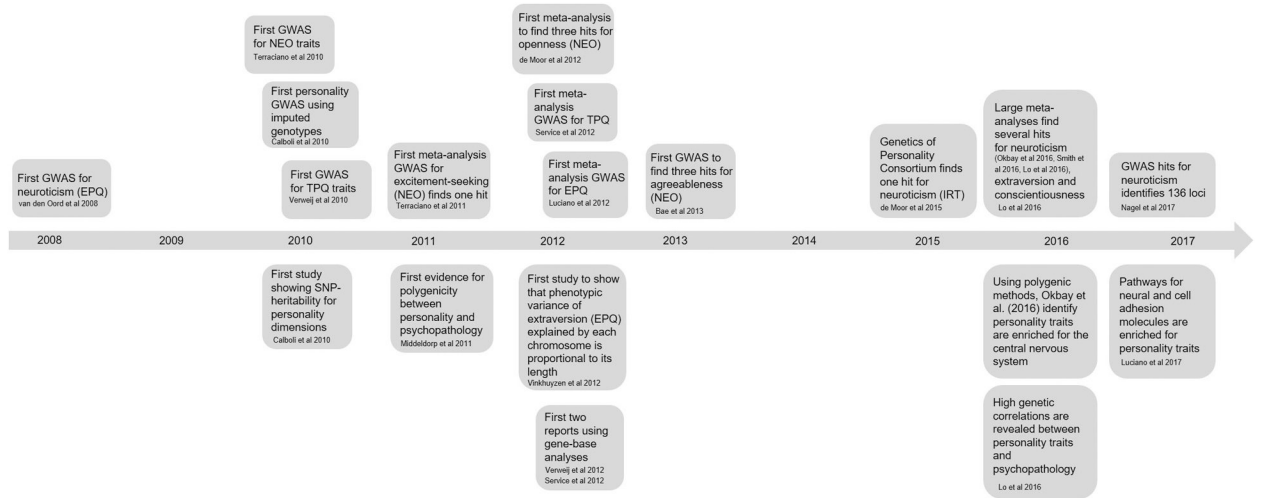 First GWAS for
neuroticism (EPQ)
van den Oord et al 2008
First GWAS
for NEO traits
Terraciano et al 2010
First personality
GWAS using
imputed
genotypes
Calboli et al 2010
First GWAS
for TPQ traits
Verweij et al 2010
First meta-analysis
GWAS for
excitement-seeking
(NEO) finds one hit
Terraciano et al 2011
First meta-analysis
to find three hits for
openness (NEO)
de Moor et al 2012
First meta-
analysis
GWAS for TPQ
Service et al 2012
First meta-
analysis GWAS
for EPQ
Luciano et al 2012
First GWAS to
find three hits for
agreeableness
(NEO)
Bae et al 2013
Genetics of
Personality
Consortium finds
one hit for
neuroticism (IRT)
de Moor et al 2015
Large meta-
analyses find
several hits
for neuroticism
(Okbay et al 2016, Smith et
al 2016, Lo et al 2016),
extraversion and
conscientiousness
Lo et al 2016
GWAS hits for
neuroticism
identifies 136 loci
Nagel et al 2017
2008 2009 2010 2011 2012 2013 2014 2015 2016 2017
First study
showing SNP-
heritability for
personality
dimensions
Calboli et al 2010
First evidence for
polygenicity
between
personality and
psychopathology
Middeldorp et al 2011
First study to show
that phenotypic
variance of
extraversion (EPQ)
explained by each
chromosome is
proportional to its
length
Vinkhuyzen et al 2012
First two
reports using
gene-base
analyses
Verweij et al 2012
Service et al 2012
Using polygenic
methods, Okbay
et al. (2016) identify
personality traits
are enriched for the
central nervous
system
High genetic
correlations are
revealed between
personality traits
and
psychopathology
Lo et al 2016
Pathways for
neural and cell
adhesion
molecules are
enriched for
personality traits
Luciano et al 2017